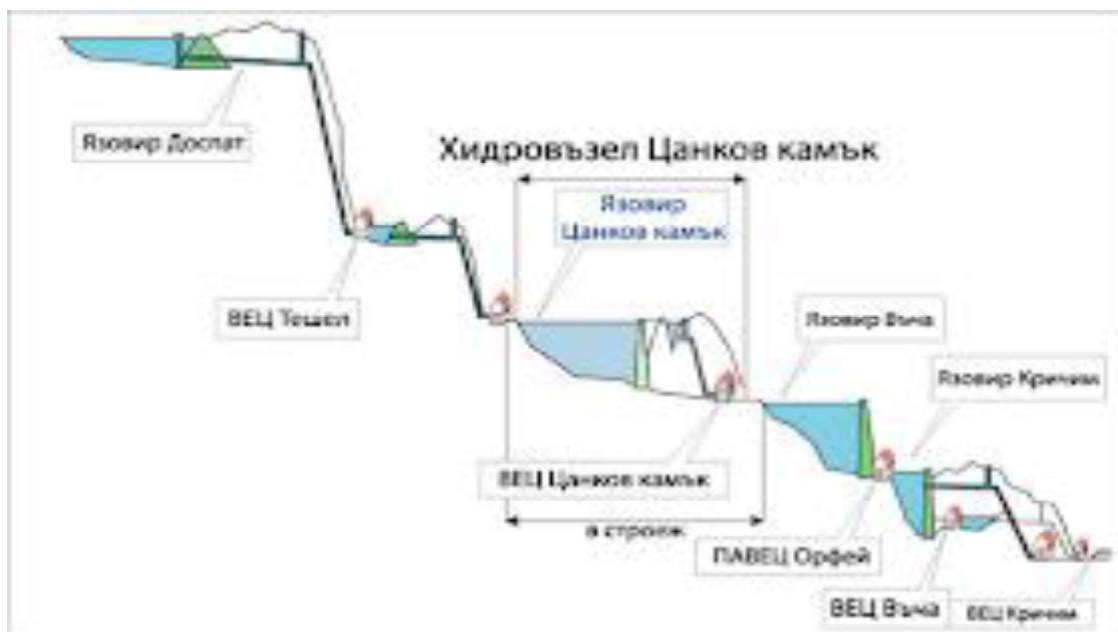 Язовир Доспат
Хидровъзел Цанков камък
Язовир
Цанков камък
ВЕЦ Тешел
Язовир Въча
Язовир Кричим
ВЕЦ Цанков камък
в строеж
ПАВЕЦ Орфей
ВЕЦ Въча
ВЕЦ Кричим